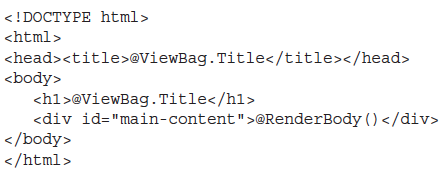 <!DOCTYPE html>
<html>
<head><title>@ViewBag.Title</title></head>
<body>
<h1>@ViewBag.Title</h1>
<div id="main-content">@RenderBody()</div>
</body>
</html>